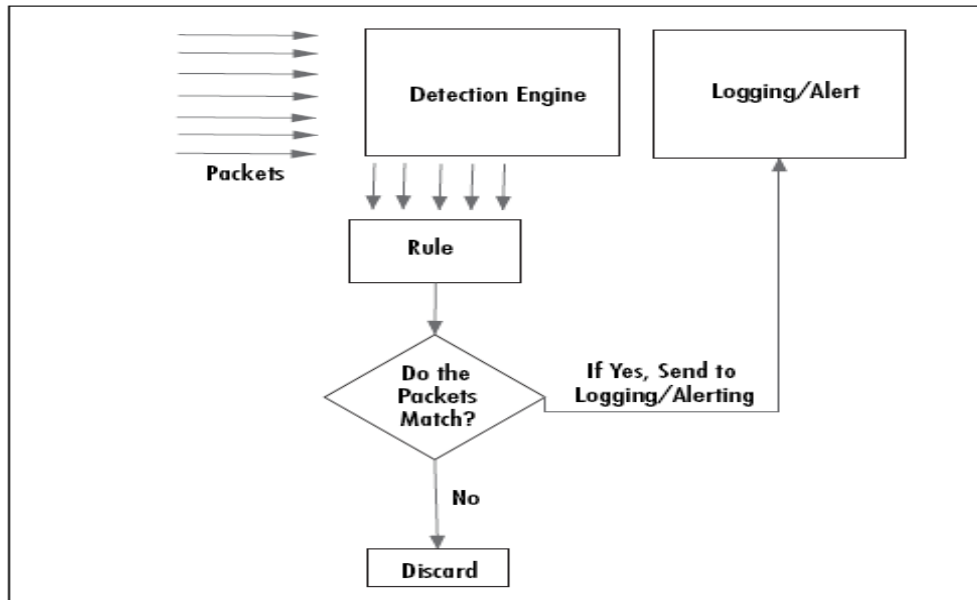 Packets
Detection Engine
Logging/Alert
Rule
Do the
Packets
Match?
If Yes, Send to
Logging/Alerting
No
Discard